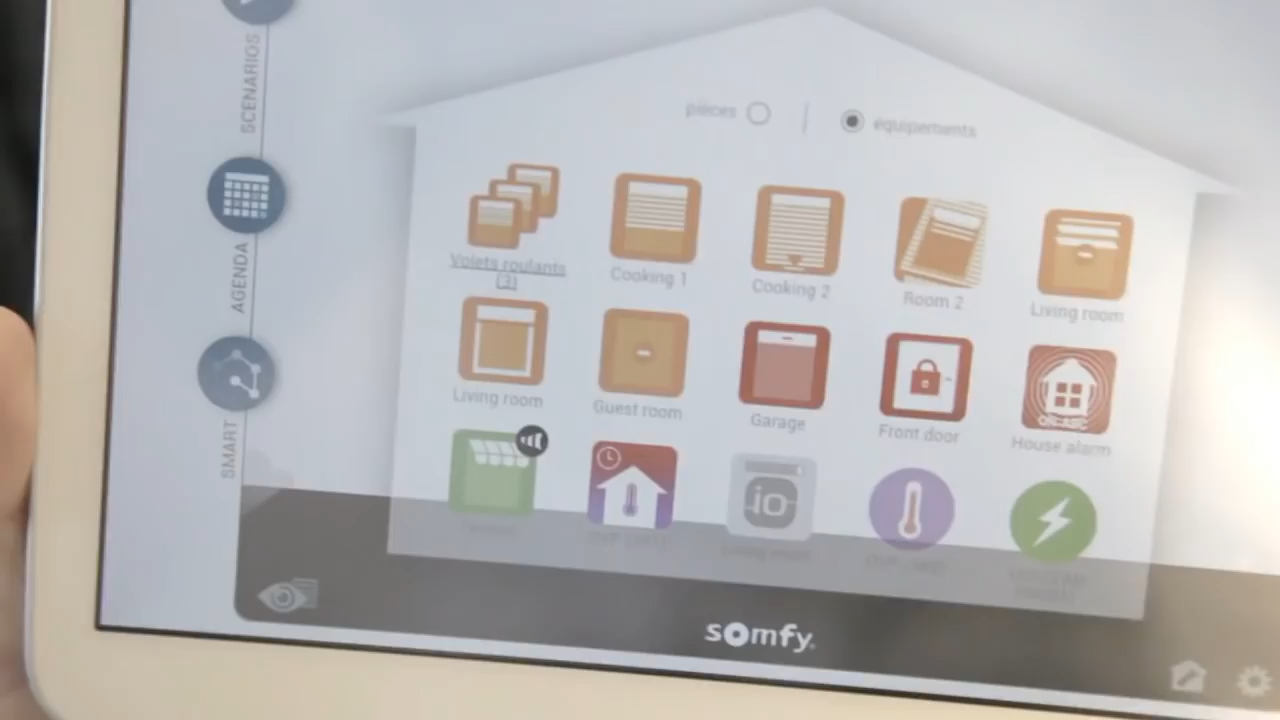 SCENARIOS
AGENDA
SMART
pièces
équipements
Volets roulants
(3)
Cooking 1
Cooking 2
Room 2
Living room
Living room
Guest room
Garage
Front door
House alarm
io
somfy